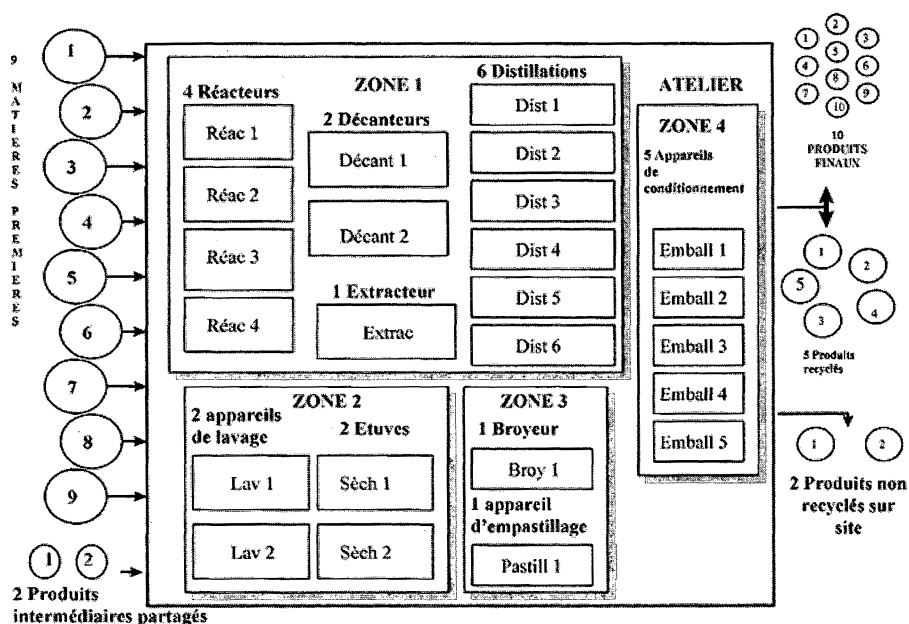 9 MATIERES PREMIERES
1
2
3
4
5
6
7
8
9
1 2
2 Produits
intermédiaires partagés
ZONE 1
4 Réacteurs
Réac 1
Réac 2
Réac 3
Réac 4
2 Décanteurs
Décant 1
Décant 2
1 Extracteur
Extrac
6 Distillations
Dist 1
Dist 2
Dist 3
Dist 4
Dist 5
Dist 6
ZONE 2
2 appareils
de lavage
Lav 1
Lav 2
2 Etuves
Sèch 1
Sèch 2
ZONE 3
1 Broyeur
Broy 1
1 appareil
d'empastillage
Pastill 1
ATELIER
ZONE 4
5 Appareils
de
conditionnement
Emball 1
Emball 2
Emball 3
Emball 4
Emball 5
2
1 3
5
4 6
8
7 9
10
10
PRODUITS
FINAUX
1
2
5
3
4
5 Produits
recyclés
1 2
2 Produits non
recyclés sur
site